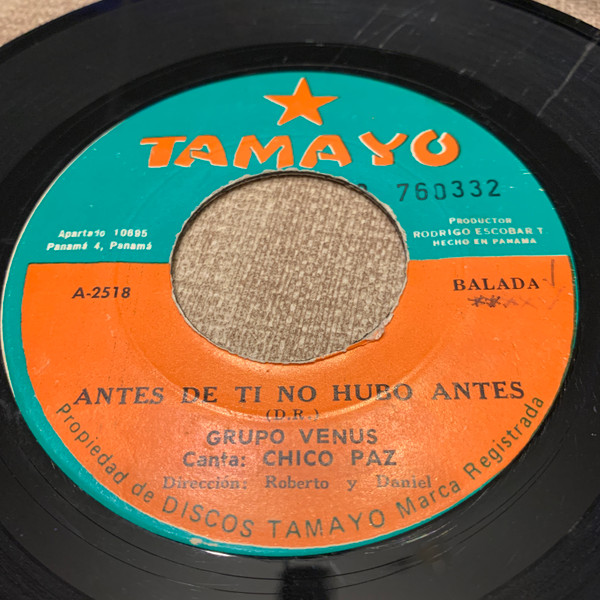 TAMAYO
760332
Apartado 10695
Panamá 4, Panamá
PRODUCTOR
RODRIGO ESCOBAR T.
HECHO EN PANAMA
A-2518
BALADA
**
ANTES DE TI NO HUBO ANTES
(D.R.)
GRUPO VENUS
Canta: CHICO PAZ
Dirección: Roberto y Daniel
Propiedad de DISCOS TAMAYO Marca Registrada